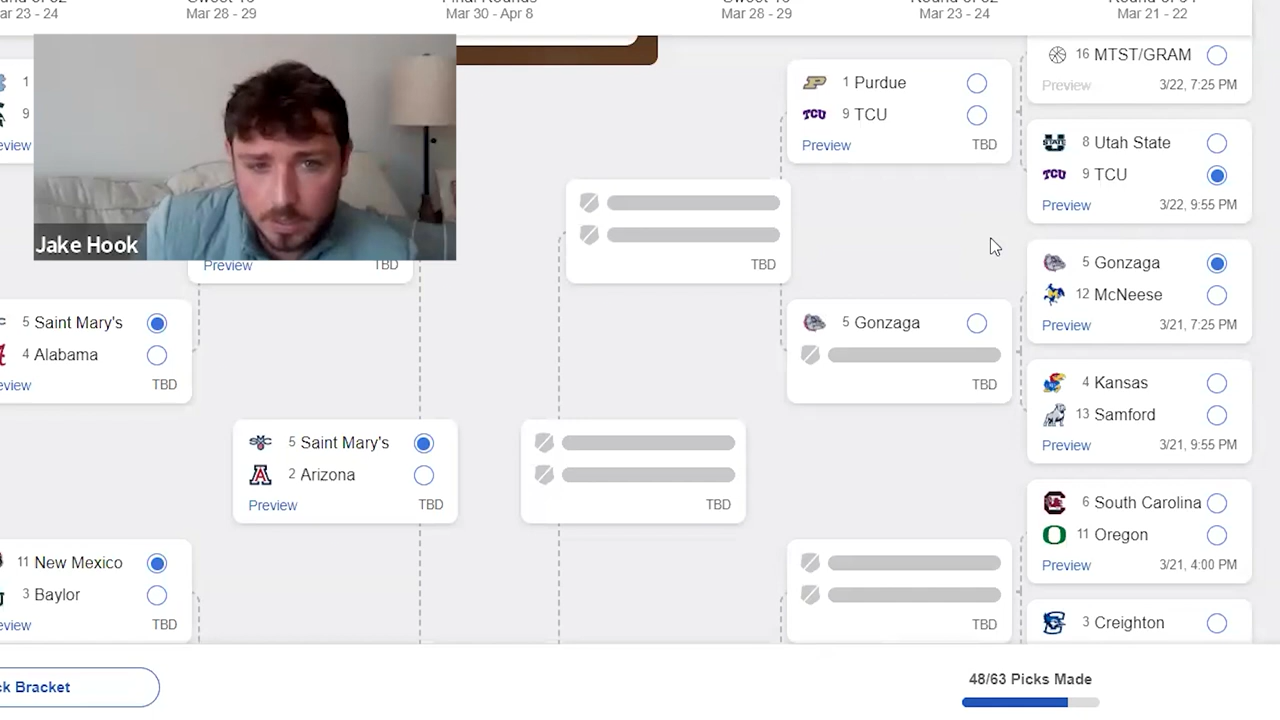 Mar 28 - 29
Mar 30 - Apr 8
Mar 28 - 29
Mar 23 - 24
Mar 21 - 22
1
9
Jake Hook
Preview
TBD
5 Saint Mary's
4 Alabama
TBD
5 Saint Mary's
2 Arizona
Preview
TBD
11 New Mexico
3 Baylor
TBD
TBD
TBD
1 Purdue
TCU 9 TCU
Preview
TBD
5 Gonzaga
TBD
TBD
16 MTST/GRAM
Preview
3/22, 7:25 PM
8 Utah State
TCU 9 TCU
Preview
3/22, 9:55 PM
5 Gonzaga
12 McNeese
Preview
3/21, 7:25 PM
4 Kansas
13 Samford
Preview
3/21, 9:55 PM
6 South Carolina
11 Oregon
Preview
3/21, 4:00 PM
3 Creighton
Bracket
48/63 Picks Made